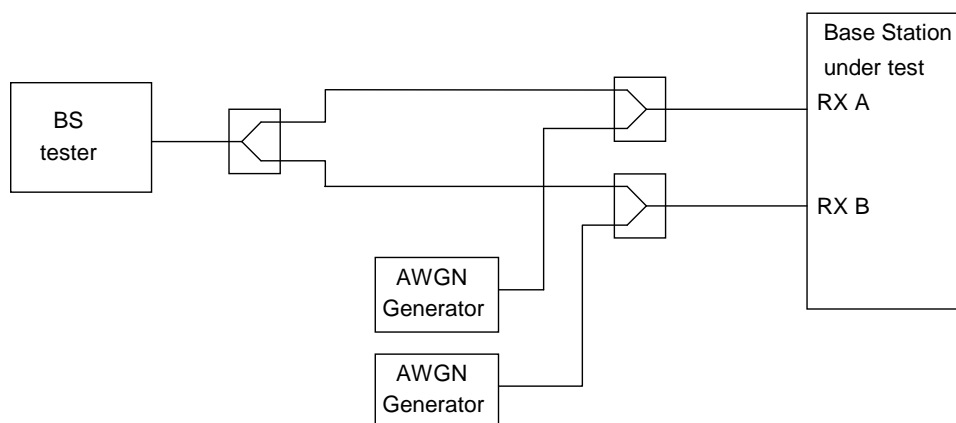 BS
tester
Base Station
under test
RX A
RX B
AWGN
Generator
AWGN
Generator